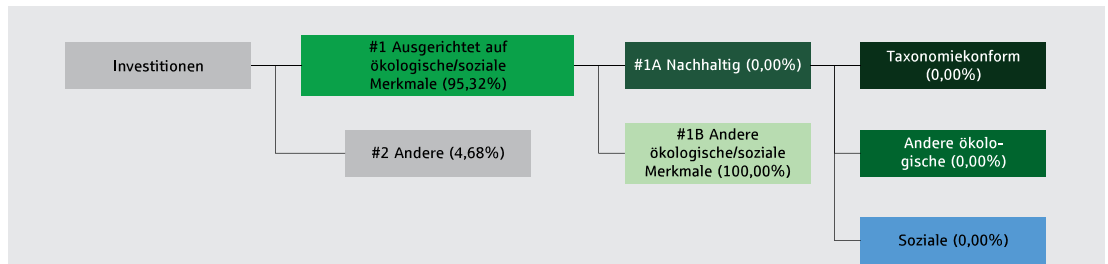 Investitionen
#1 Ausgerichtet auf
ökologische/soziale
Merkmale (95,32%)
#2 Andere (4,68%)
#1A Nachhaltig (0,00%)
#1B Andere
ökologische/soziale
Merkmale (100,00%)
Taxonomiekonform
(0,00%)
Andere ökolo-
gische (0,00%)
Soziale (0,00%)